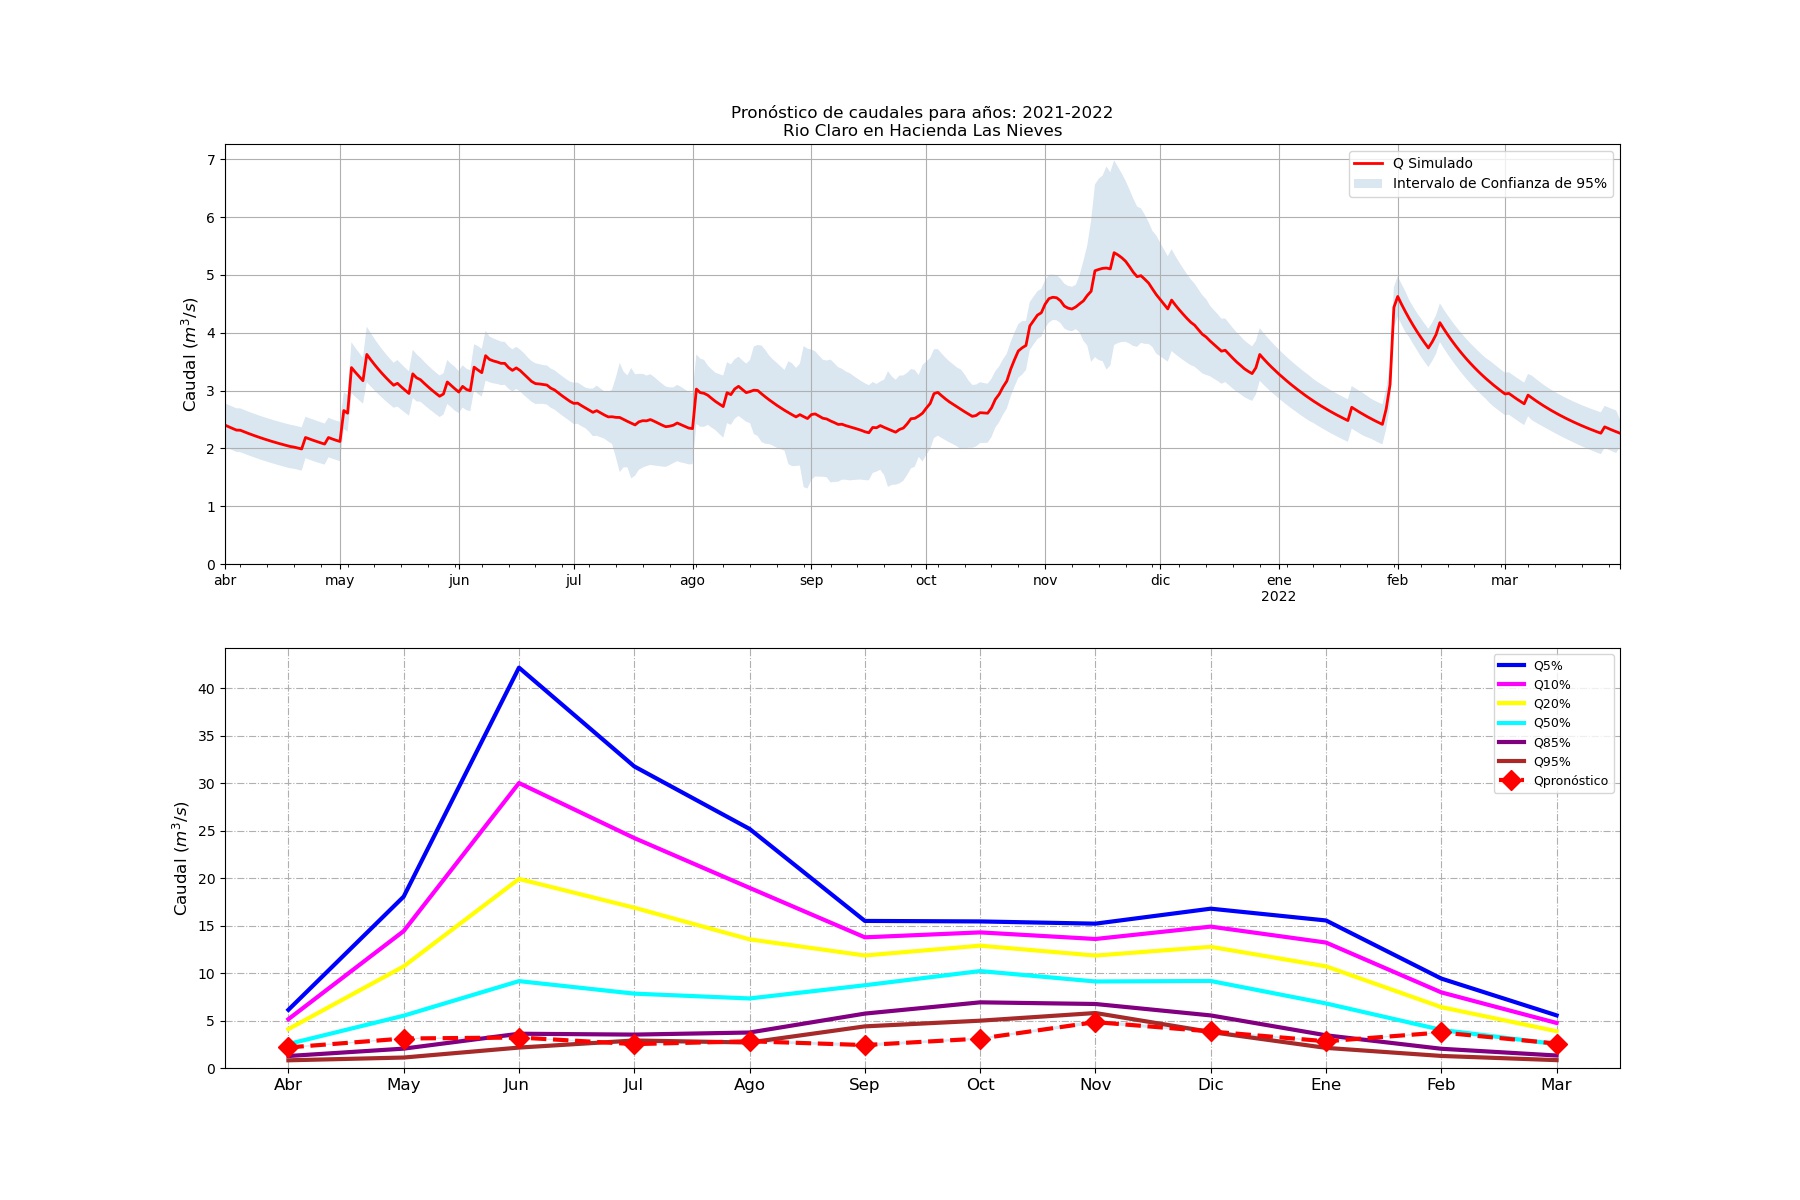 Pronóstico de caudales para años: 2021-2022
Rio Claro en Hacienda Las Nieves
Q Simulado
Intervalo de Confianza de 95%
Caudal (m³/s)
7
6
5
4
3
2
1
0
abr may jun jul ago sep oct nov dic ene feb mar
2022
Q5%
Q10%
Q20%
Q50%
Q85%
Q95%
Qpronóstico
Caudal (m³/s)
40
35
30
25
20
15
10
5
0
Abr May Jun Jul Ago Sep Oct Nov Dic Ene Feb Mar